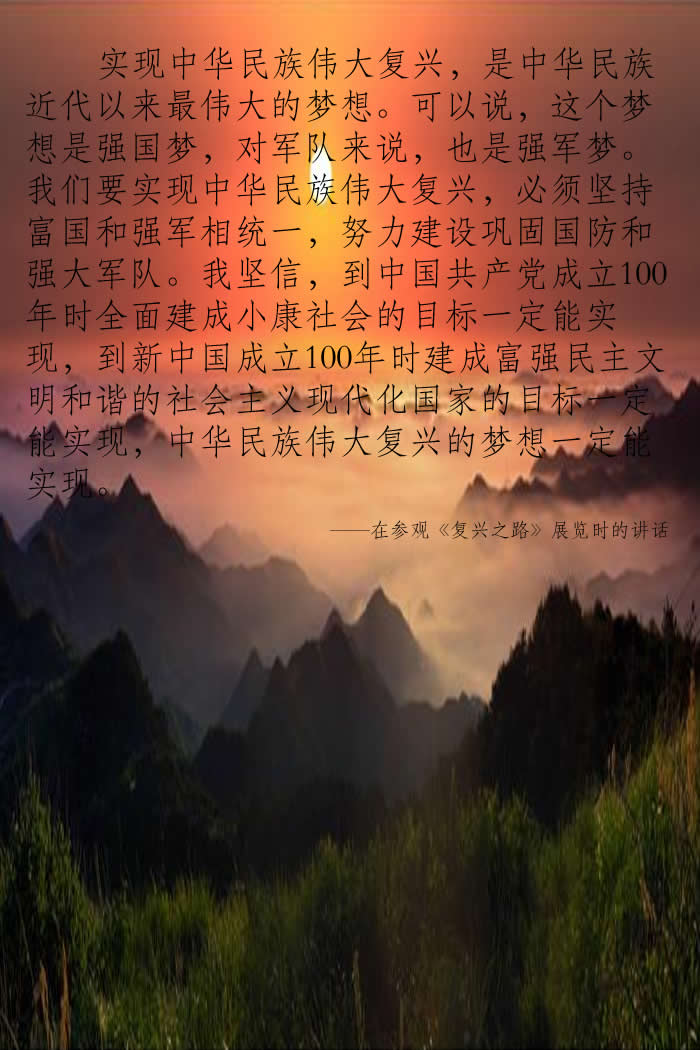 实现中华民族伟大复兴，是中华民族
近代以来最伟大的梦想。可以说，这个梦
想是强国梦，对军队来说，也是强军梦。
我们要实现中华民族伟大复兴，必须坚持
富国和强军相统一，努力建设巩固国防和
强大军队。我坚信，到中国共产党成立100
年时全面建成小康社会的目标一定能实
现，到新中国成立100年时建成富强民主文
明和谐的社会主义现代化国家的目标一定
能实现，中华民族伟大复兴的梦想一定能
实现。
——在参观《复兴之路》展览时的讲话